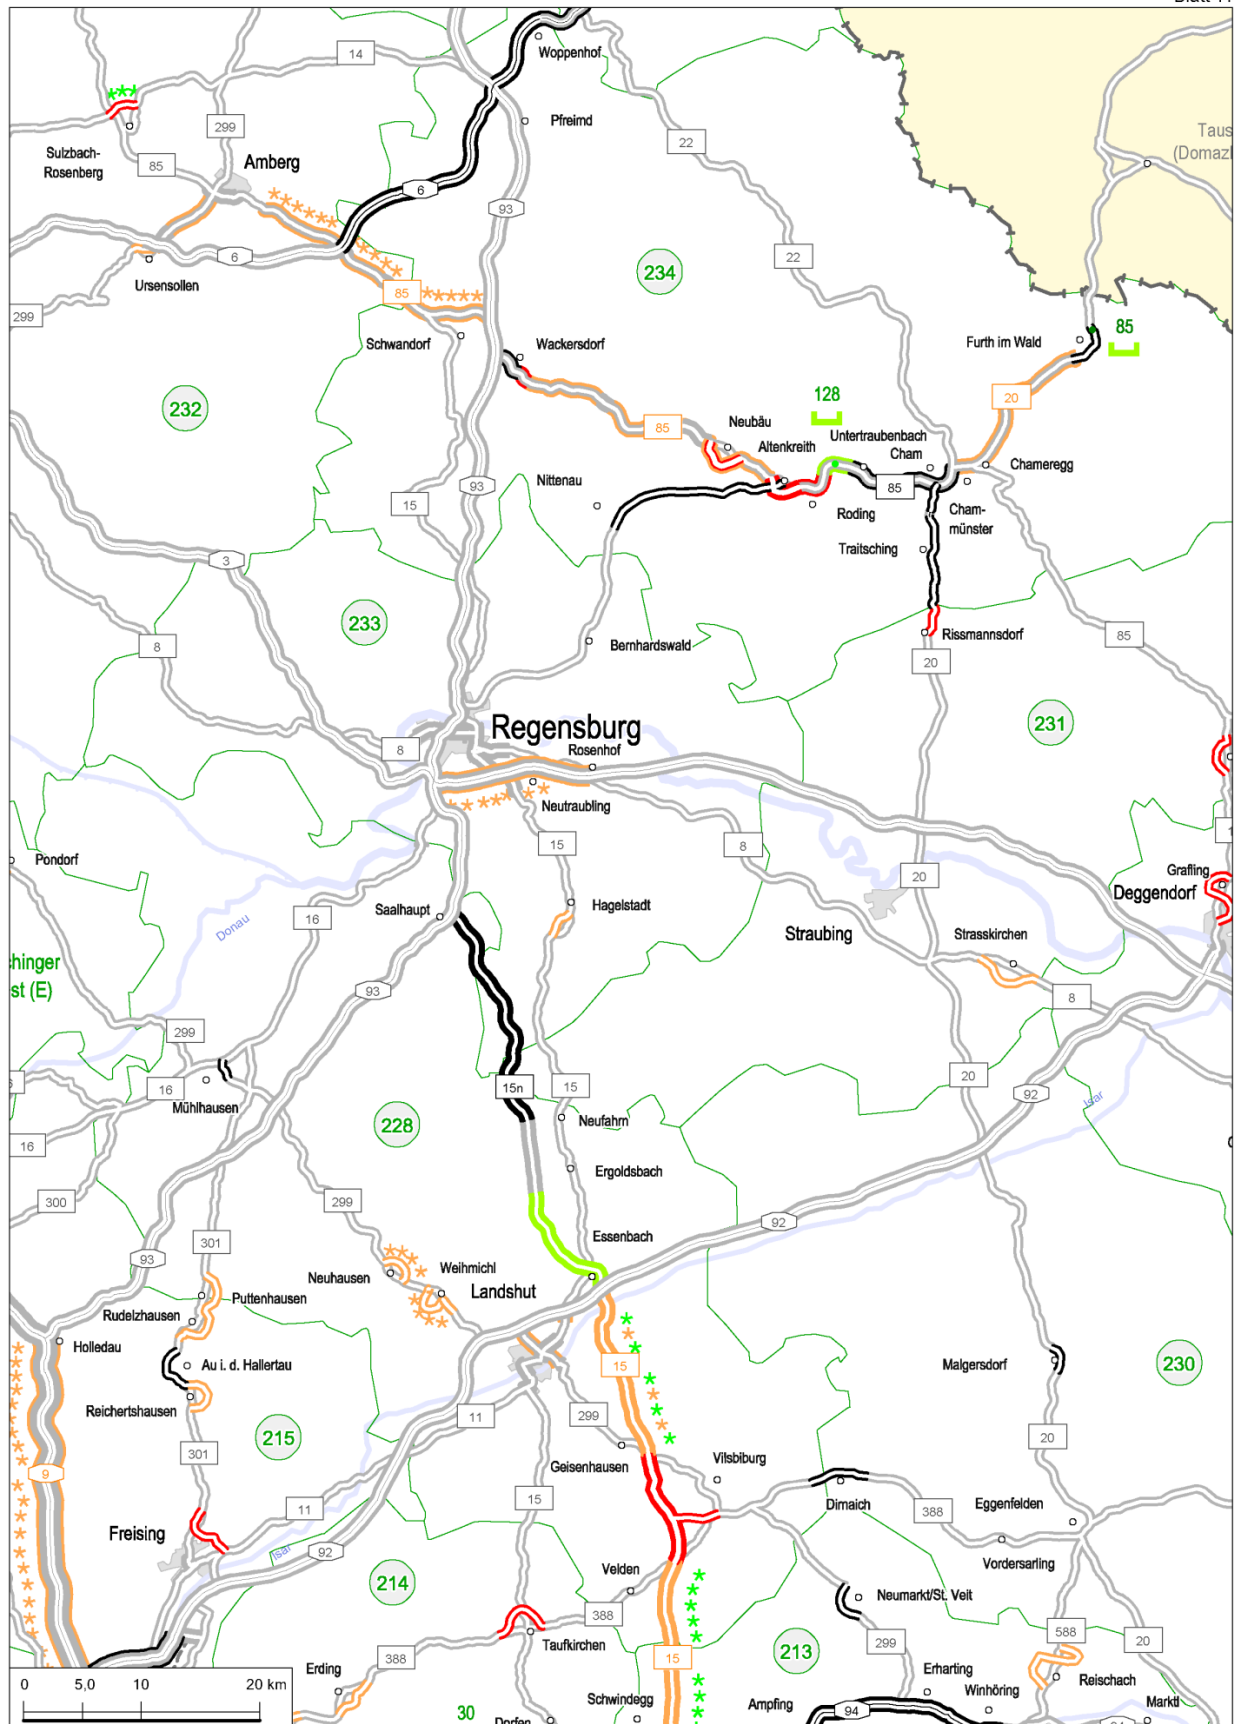 Woppenhof
14
Pfreimd
299
Sulzbach-
Rosenberg
85
Amberg
22
Taus
(Domazl
6
93
6
Ursensollen
85
234
22
299
Schwandorf
Wackersdorf
Furth im Wald
85
232
128
20
85
Neubäu
Altenkreith
Untertraubenbach
Cham
Chameregg
93
15
Nittenau
85
Roding
Cham-
münster
Traitsching
3
233
8
Bernhardswald
Rissmannsdorf
85
20
Regensburg
231
8
Rosenhof
Neutraubling
15
8
Pondorf
20
Grafling
Deggendorf
Saalhaupt
16
Hagelstadt
Donau
Straubing
Strasskirchen
chinger
st (E)
93
8
299
16
Mühlhausen
15n
15
20
92
Isar
228
Neufahrn
16
Ergoldsbach
300
299
301
92
Essenbach
93
Neuhausen
Weihmichl
Landshut
Puttenhausen
Rudelzhausen
Holledau
Au i. d. Hallertau
15
Malgersdorf
230
Reichertshausen
11
299
215
20
301
Geisenhausen
Vilsbiburg
9
15
Dimaich
11
388
Eggenfelden
Freising
Isar
92
Vordersarling
214
Velden
Neumarkt/St. Veit
388
Taufkirchen
299
588
20
213
388
15
Erding
Erharting
Reischach
0
5,0
10
20 km
Winhöring
30
Schwindegg
Ampfing
94
Marktl